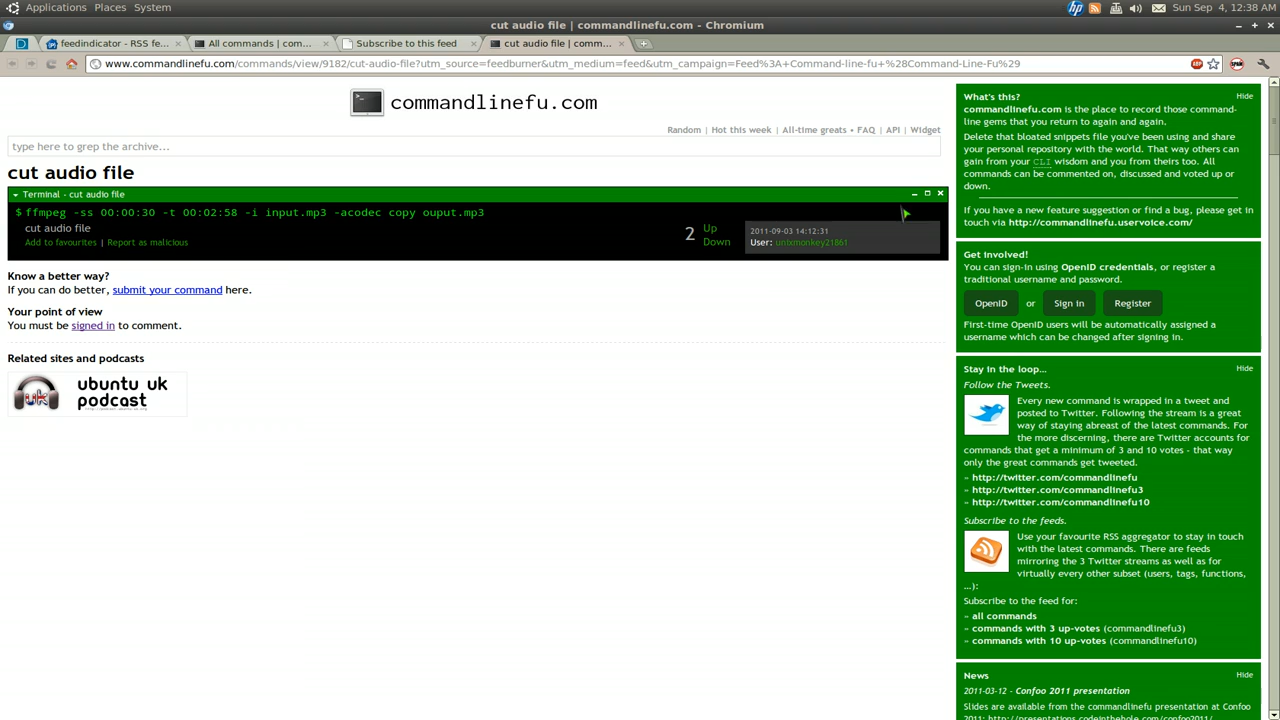 Applications Places System
Sun Sep 4, 12:38 AM
cut audio file | commandlinefu.com - Chromium
feedindicator - RSS fe...
All commands | com...
Subscribe to this feed
cut audio file | comm...
www.commandlinefu.com/commands/view/9182/cut-audio-file?utm_source=feedburner&utm_medium=feed&utm_campaign=Feed%3A+Command-line-fu+%28Command-Line-Fu%29
commandlinefu.com
Random | Hot this week | All-time greats • FAQ | API | Widget
type here to grep the archive...
cut audio file
Terminal - cut audio file
$ ffmpeg -ss 00:00:30 -t 00:02:58 -i input.mp3 -acodec copy ouput.mp3
cut audio file
Add to favourites | Report as malicious
2
Up
Down
2011-09-03 14:12:31
User: unixmonkey21861
Know a better way?
If you can do better, submit your command here.
Your point of view
You must be signed in to comment.
Related sites and podcasts
uk
ubuntu uk
podcast
What's this?
Hide
commandlinefu.com is the place to record those command-
line gems that you return to again and again.
Delete that bloated snippets file you've been using and share
your personal repository with the world. That way others can
gain from your CLI wisdom and you from theirs too. All
commands can be commented on, discussed and voted up or
down.
If you have a new feature suggestion or find a bug, please get in
touch via http://commandlinefu.uservoice.com/
Get involved!
You can sign-in using OpenID credentials, or register a
traditional username and password.
OpenID or Sign in Register
First-time OpenID users will be automatically assigned a
username which can be changed after signing in.
Stay in the loop...
Hide
Follow the Tweets.
Every new command is wrapped in a tweet and
posted to Twitter. Following the stream is a great
way of staying abreast of the latest commands. For
the more discerning, there are Twitter accounts for
commands that get a minimum of 3 and 10 votes - that way
only the great commands get tweeted.
» http://twitter.com/commandlinefu
» http://twitter.com/commandlinefu3
» http://twitter.com/commandlinefu10
Subscribe to the feeds.
Use your favourite RSS aggregator to stay in touch
with the latest commands. There are feeds
mirroring the 3 Twitter streams as well as for
virtually every other subset (users, tags, functions,
...):
Subscribe to the feed for:
» all commands
» commands with 3 up-votes (commandlinefu3)
» commands with 10 up-votes (commandlinefu10)
News
Hide
2011-03-12 - Confoo 2011 presentation
Slides are available from the commandlinefu presentation at Confoo
2011: http://presentations.codeinthehole.com/confoo2011/